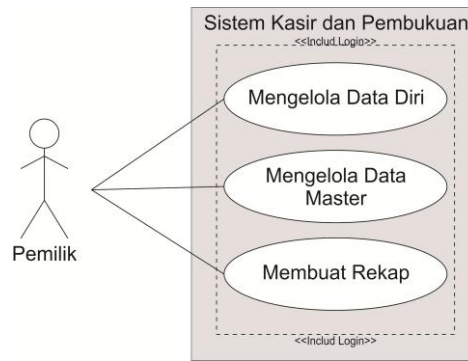 Sistem Kasir dan Pembukuan
<<Includ Login>>
Mengelola Data Diri
Mengelola Data
Master
Pemilik
Membuat Rekap
<<Includ Login>>